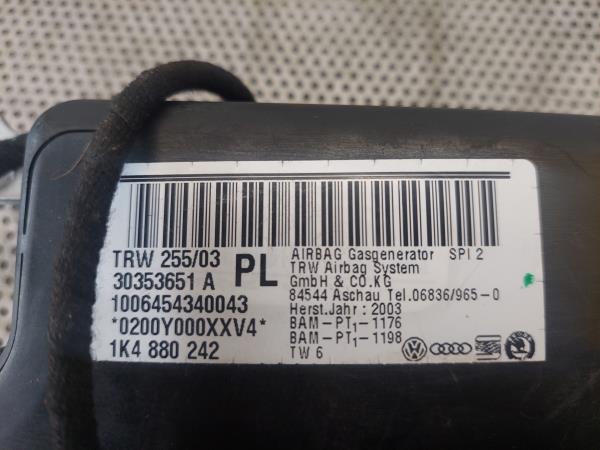 TRW 255/03
30353651 A
PL
1006454340043
*0200Y000XXV4*
1K4 880 242
AIRBAG Gasgenerator SPI 2
TRW Airbag System
GmbH & CO.KG
84544 Aschau Tel.06836/965-0
Herst.Jahr : 2003
BAM-PT1-1176
BAM-PT1-1198
TW 6